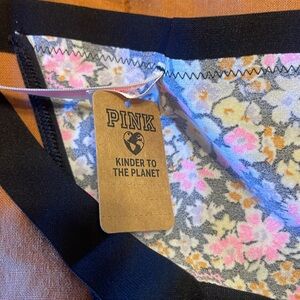 PINK
KINDER TO
THE PLANET